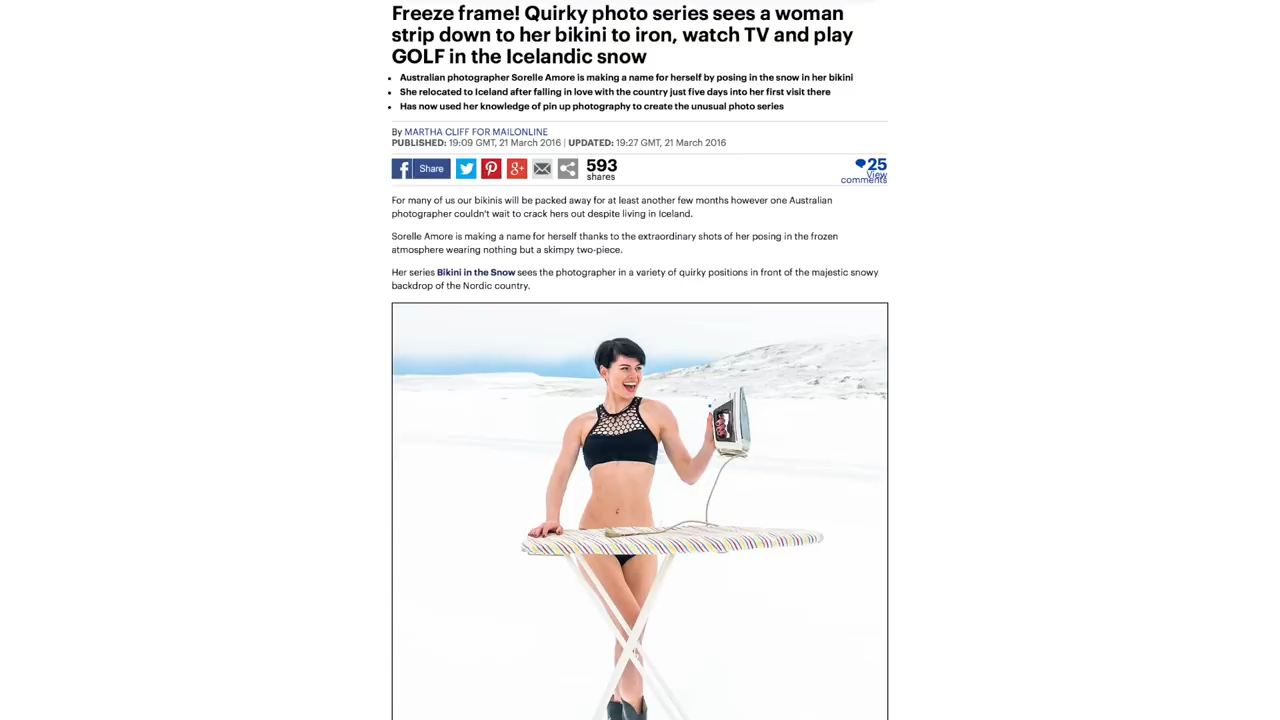 Freeze frame! Quirky photo series sees a woman
strip down to her bikini to iron, watch TV and play
GOLF in the Icelandic snow
Australian photographer Sorelle Amore is making a name for herself by posing in the snow in her bikini
She relocated to Iceland after falling in love with the country just five days into her first visit there
Has now used her knowledge of pin up photography to create the unusual photo series
By MARTHA CLIFF FOR MAILONLINE
PUBLISHED: 19:09 GMT, 21 March 2016 | UPDATED: 19:27 GMT, 21 March 2016
Share
593
shares
25
View
comments
For many of us our bikinis will be packed away for at least another few months however one Australian
photographer couldn't wait to crack hers out despite living in Iceland.
Sorelle Amore is making a name for herself thanks to the extraordinary shots of her posing in the frozen
atmosphere wearing nothing but a skimpy two-piece.
Her series Bikini in the Snow sees the photographer in a variety of quirky positions in front of the majestic snowy
backdrop of the Nordic country.